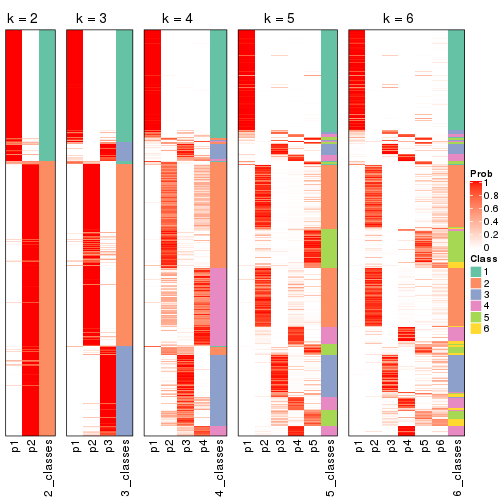 k = 2
k = 3
k = 4
k = 5
k = 6
p1
p2
2_classes
p1
p2
p3
3_classes
p1
p2
p3
p4
4_classes
p1
p2
p3
p4
p5
5_classes
p1
p2
p3
p4
p5
p6
6_classes
Prob
1
0.8
0.6
0.4
0.2
0
Class
1
2
3
4
5
6